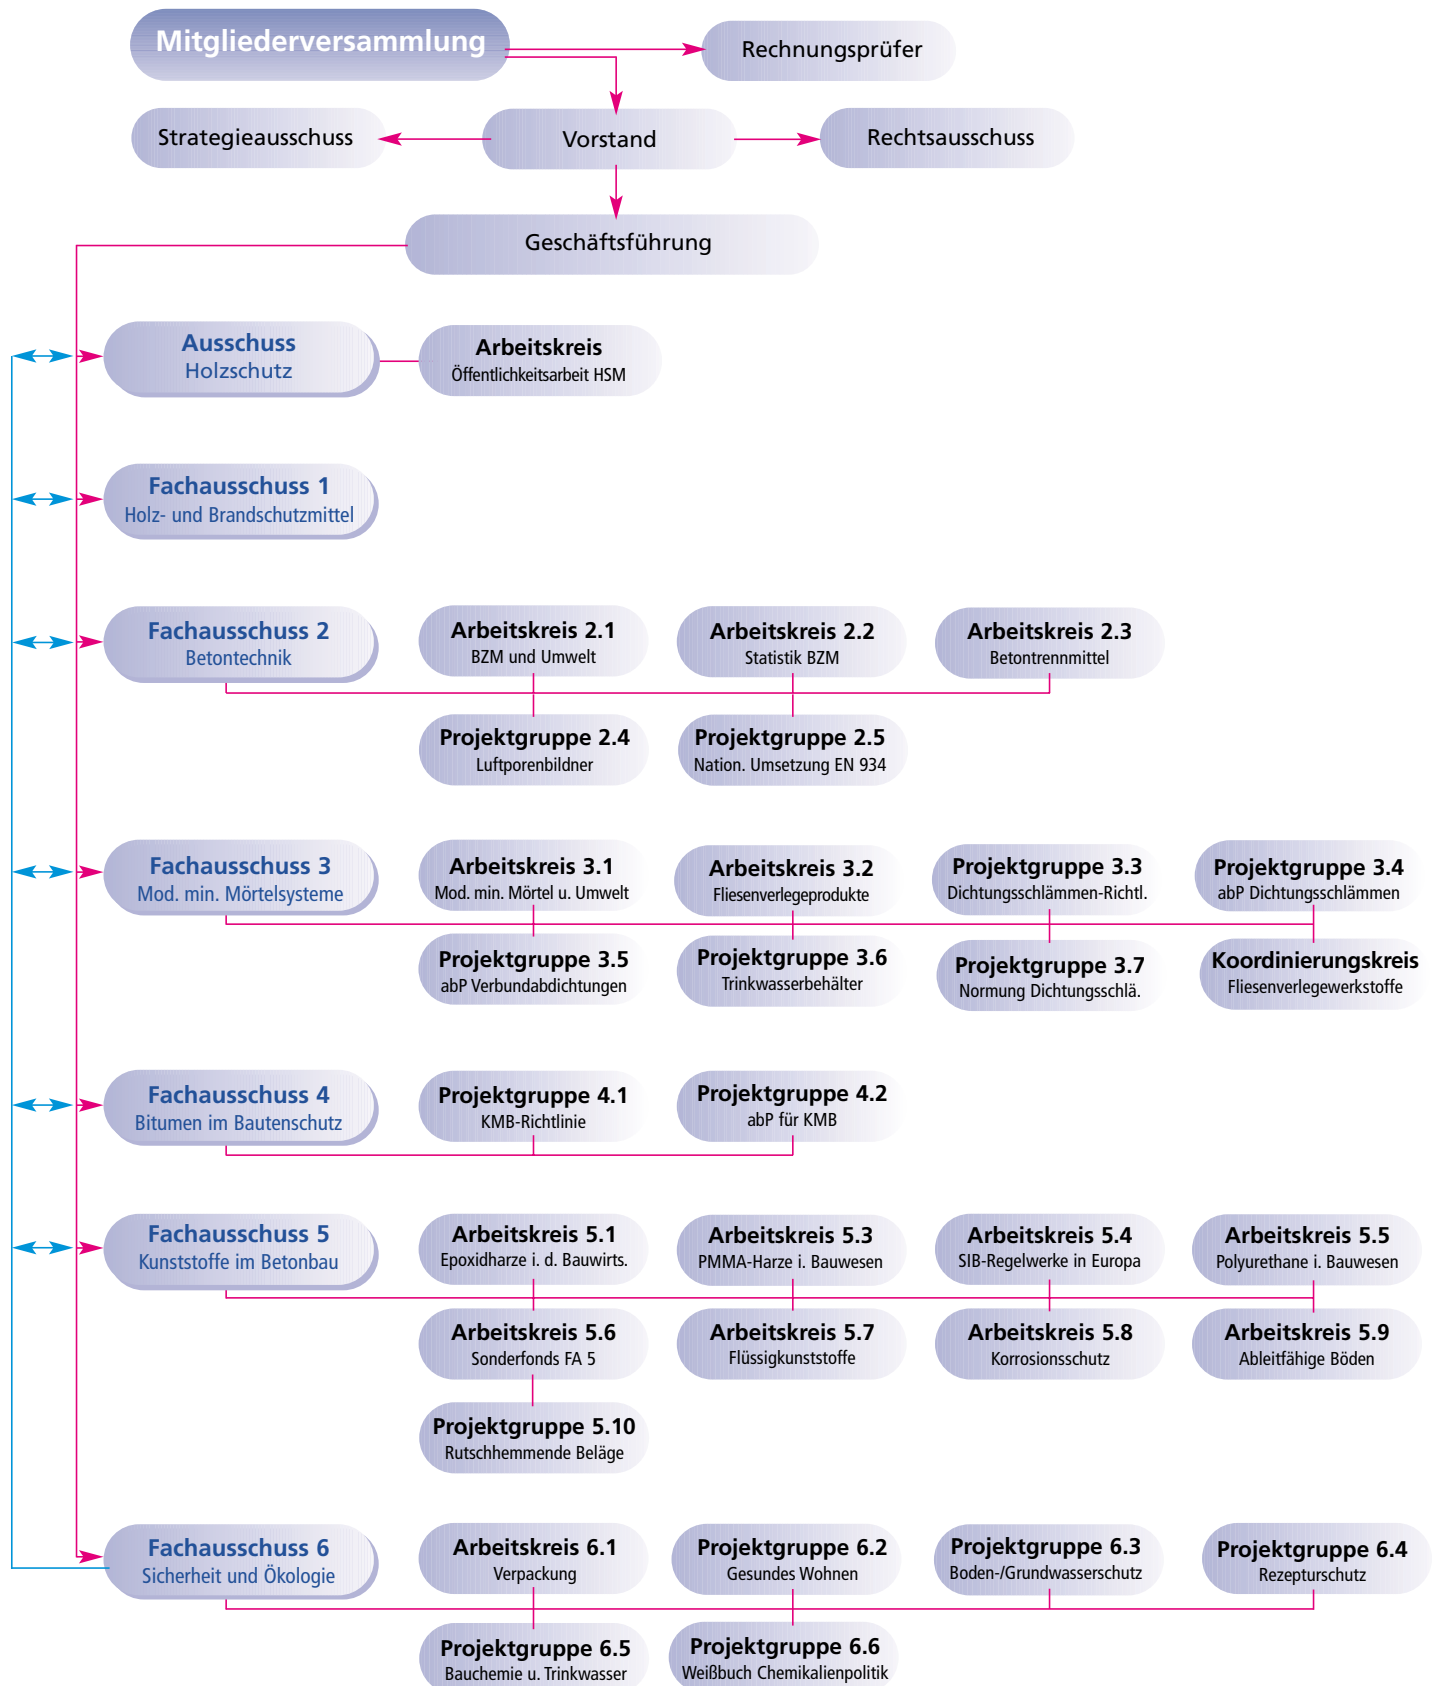 Mitgliederversammlung
Rechnungsprüfer
Strategieausschuss
Vorstand
Rechtsausschuss
Geschäftsführung
Ausschuss
Holzschutz
Arbeitskreis
Öffentlichkeitsarbeit HSM
Fachausschuss 1
Holz- und Brandschutzmittel
Fachausschuss 2
Betontechnik
Arbeitskreis 2.1
BZM und Umwelt
Arbeitskreis 2.2
Statistik BZM
Arbeitskreis 2.3
Betontrennmittel
Projektgruppe 2.4
Luftporenbildner
Projektgruppe 2.5
Nation. Umsetzung EN 934
Fachausschuss 3
Mod. min. Mörtelsysteme
Arbeitskreis 3.1
Mod. min. Mörtel u. Umwelt
Arbeitskreis 3.2
Fliesenverlegeprodukte
Projektgruppe 3.3
Dichtungsschlämmen-Richtl.
Projektgruppe 3.4
abP Dichtungsschlämmen
Projektgruppe 3.5
abP Verbundabdichtungen
Projektgruppe 3.6
Trinkwasserbehälter
Projektgruppe 3.7
Normung Dichtungsschlä.
Koordinierungskreis
Fliesenverlegewerkstoffe
Fachausschuss 4
Bitumen im Bautenschutz
Projektgruppe 4.1
KMB-Richtlinie
Projektgruppe 4.2
abP für KMB
Fachausschuss 5
Kunststoffe im Betonbau
Arbeitskreis 5.1
Epoxidharze i. d. Bauwirts.
Arbeitskreis 5.3
PMMA-Harze i. Bauwesen
Arbeitskreis 5.4
SIB-Regelwerke in Europa
Arbeitskreis 5.5
Polyurethane i. Bauwesen
Arbeitskreis 5.6
Sonderfonds FA 5
Arbeitskreis 5.7
Flüssigkunststoffe
Arbeitskreis 5.8
Korrosionsschutz
Arbeitskreis 5.9
Ableitfähige Böden
Projektgruppe 5.10
Rutschhemmende Beläge
Fachausschuss 6
Sicherheit und Ökologie
Arbeitskreis 6.1
Verpackung
Projektgruppe 6.2
Gesundes Wohnen
Projektgruppe 6.3
Boden-/Grundwasserschutz
Projektgruppe 6.4
Rezepturschutz
Projektgruppe 6.5
Bauchemie u. Trinkwasser
Projektgruppe 6.6
Weißbuch Chemikalienpolitik